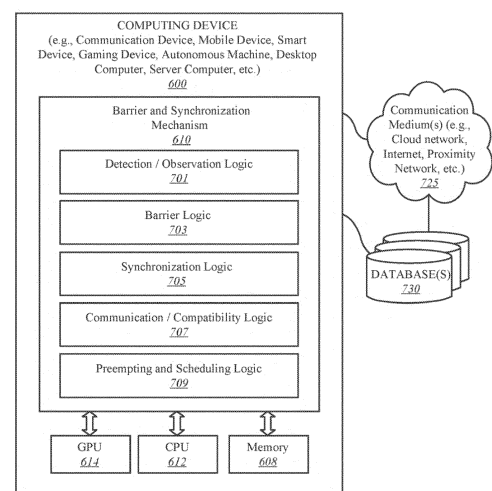 COMPUTING DEVICE
(e.g., Communication Device, Mobile Device, Smart
Device, Gaming Device, Autonomous Machine, Desktop
Computer, Server Computer, etc.)
600
Barrier and Synchronization
Mechanism
610
Detection / Observation Logic
701
Barrier Logic
703
Synchronization Logic
705
Communication / Compatibility Logic
707
Preempting and Scheduling Logic
709
GPU
614
CPU
612
Memory
608
Communication
Medium(s) (e.g.,
Cloud network,
Internet, Proximity
Network, etc.)
725
DATABASE(S)
730